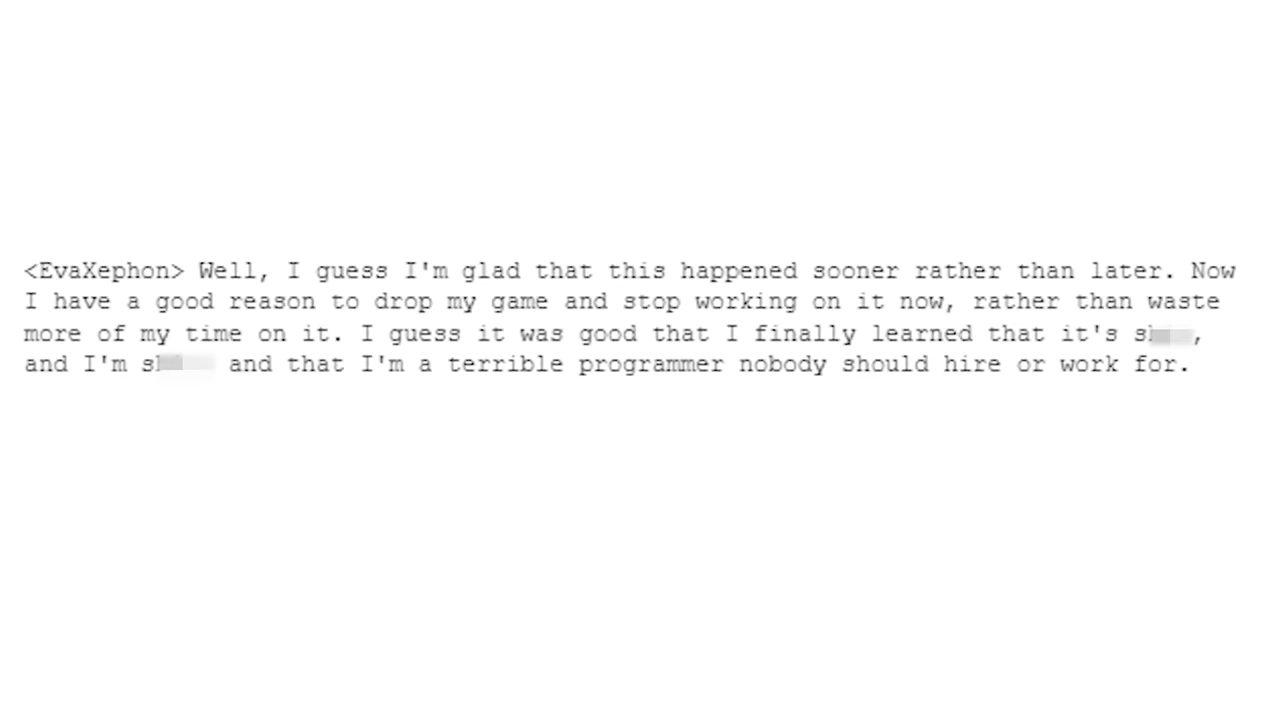 <EvaXephon> Well, I guess I'm glad that this happened sooner rather than later. Now
I have a good reason to drop my game and stop working on it now, rather than waste
more of my time on it. I guess it was good that I finally learned that it's
and I'm and that I'm a terrible programmer nobody should hire or work for.